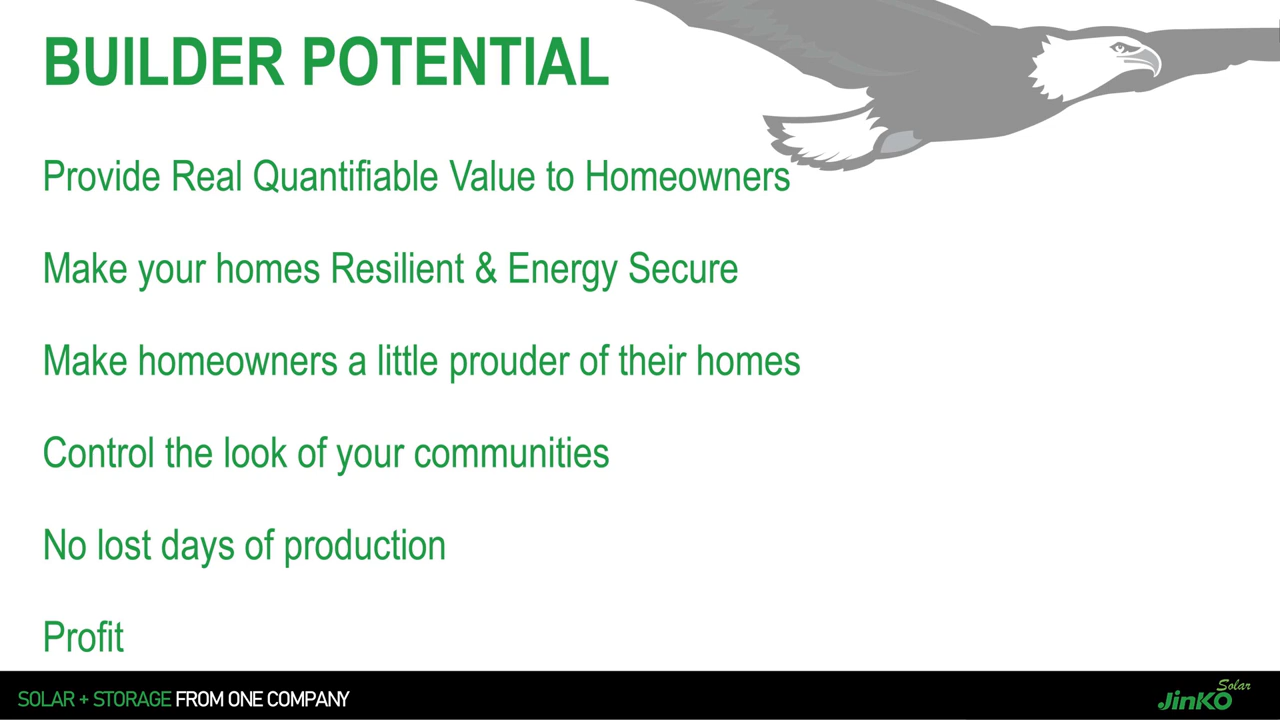 BUILDER POTENTIAL
Provide Real Quantifiable Value to Homeowners
Make your homes Resilient & Energy Secure
Make homeowners a little prouder of their homes
Control the look of your communities
No lost days of production
Profit
SOLAR + STORAGE FROM ONE COMPANY
Solar
JinKO